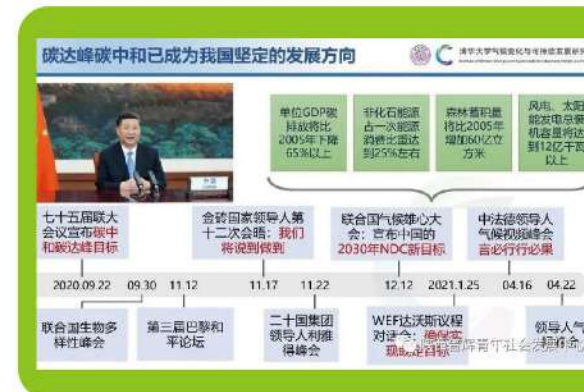 碳达峰碳中和已成为我国坚定的发展方向
清华大学气候变化与可持续发展研究
单位GDP碳
排放将比
2005年下降
65%以上
非化石能源
占一次能源
消费比重达
到25%左右
森林蓄积量
将比2005年
增加60亿立
方米
风电、太阳
能发电总装
机容量将达
到12亿千瓦
以上
七十五届联大
会议宣布碳中
和碳达峰目标
金砖国家领导人第
十二次会晤：我们
将说到做到
联合国气候雄心大
会：宣布中国的
2030年NDC新目标
中法德领导人
气候视频峰会
言必行行必果
2020.09.22
09.30
11.12
11.17
11.22
12.12
2021.1.25
04.16
04.22
联合国生物多
样性峰会
第三届巴黎和
平论坛
二十国集团
领导人利雅
得峰会
WEF达沃斯议程
对话会：确保实
现既定目标
领导人气